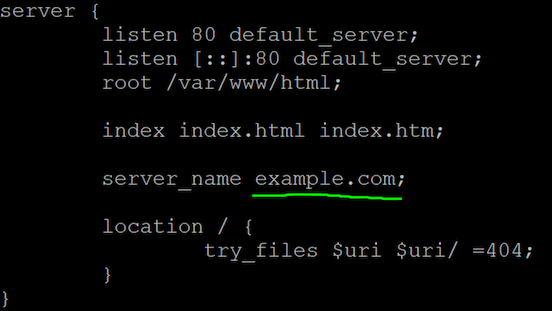 server {
listen 80 default_server;
listen [::]:80 default_server;
root /var/www/html;
index index.html index.htm;
server_name example.com;
location / {
try_files $uri $uri/ =404;
}
}